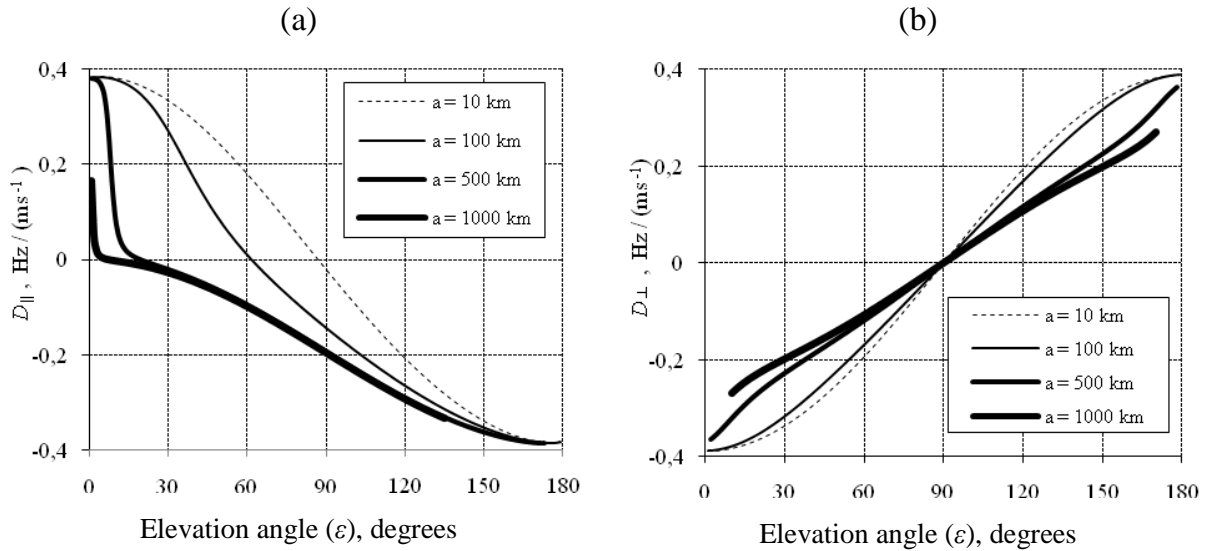 (a)
0,4
0,2
0
-0,2
-0,4
D|| , Hz / (ms-1)
a = 10 km
a = 100 km
a = 500 km
a = 1000 km
0 30 60 90 120 150 180
Elevation angle (ε), degrees
(b)
0,4
0,2
0
-0,2
-0,4
D⊥ , Hz / (ms-1)
a = 10 km
a = 100 km
a = 500 km
a = 1000 km
0 30 60 90 120 150 180
Elevation angle (ε), degrees